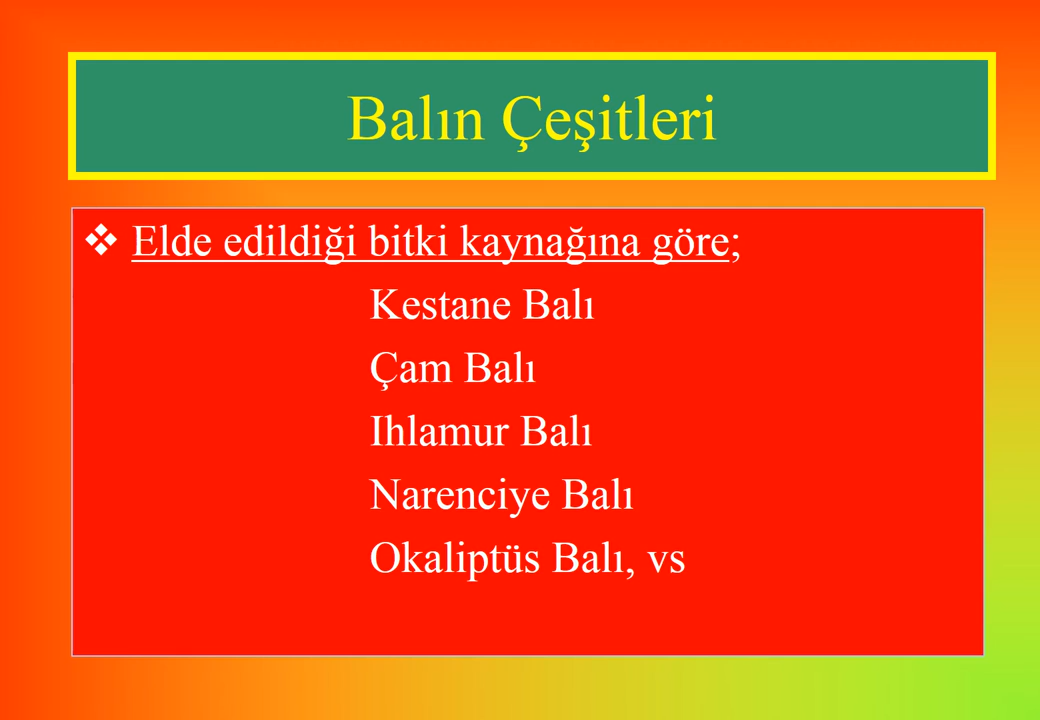 Balın Çeşitleri
❖ Elde edildiği bitki kaynağına göre;
Kestane Balı
Çam Balı
Ihlamur Balı
Narenciye Balı
Okaliptüs Balı, vs